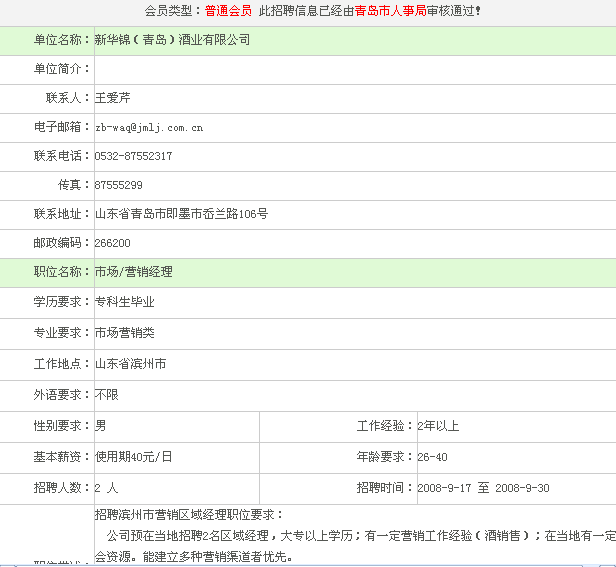 会员类型：普通会员 此招聘信息已经由青岛市人事局审核通过!
单位名称：新华锦（青岛）酒业有限公司
单位简介：
联系人：王爱芹
电子邮箱：zb-waq@jmlj.com.cn
联系电话：0532-87552317
传真：87555299
联系地址：山东省青岛市即墨市岙兰路106号
邮政编码：266200
职位名称：市场/营销经理
学历要求：专科生毕业
专业要求：市场营销类
工作地点：山东省滨州市
外语要求：不限
性别要求：男 工作经验：2年以上
基本薪资：使用期40元/日 年龄要求：26-40
招聘人数：2 人 招聘时间：2008-9-17 至 2008-9-30
招聘滨州市营销区域经理职位要求：
公司预在当地招聘2名区域经理，大专以上学历；有一定营销工作经验（酒销售）；在当地有一定
会资源。能建立多种营销渠道者优先。